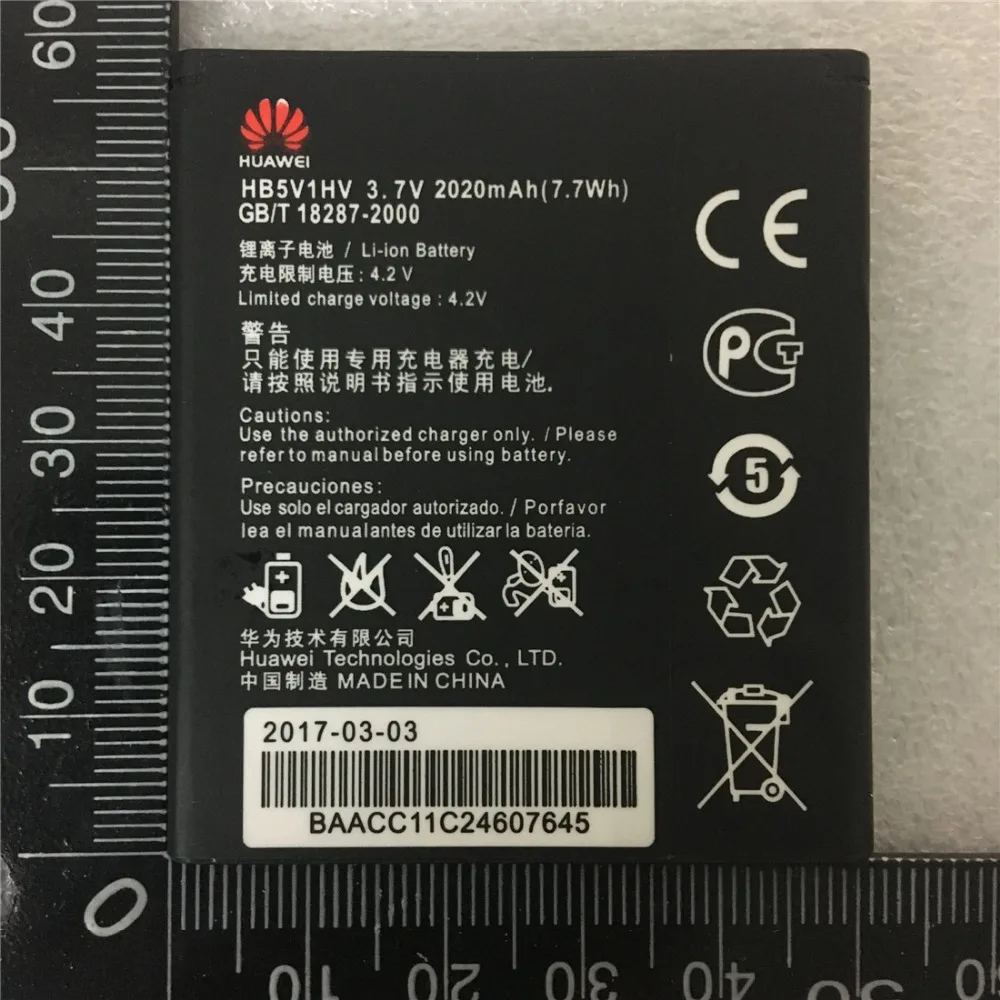 HUAWEI
HB5V1HV 3.7V 2020mAh(7.7Wh)
GB/T 18287-2000
锂离子电池 / Li-ion Battery
充电限制电压: 4.2 V
Limited charge voltage : 4.2V
警告
只能使用专用充电器充电/
请按照说明书指示使用电池.
Cautions:
Use the authorized charger only. / Please
refer to manual before using battery.
Precauciones:
Use solo el cargador autorizado. / Porfavor
lea el manualantes de utilizar la bateria.
华为技术有限公司
Huawei Technologies Co., LTD.
中国制造 MADE IN CHINA
2017-03-03
BAACC11C24607645
CE
PCT
5
60
40
30
20
10
0
10
20
30
40
50